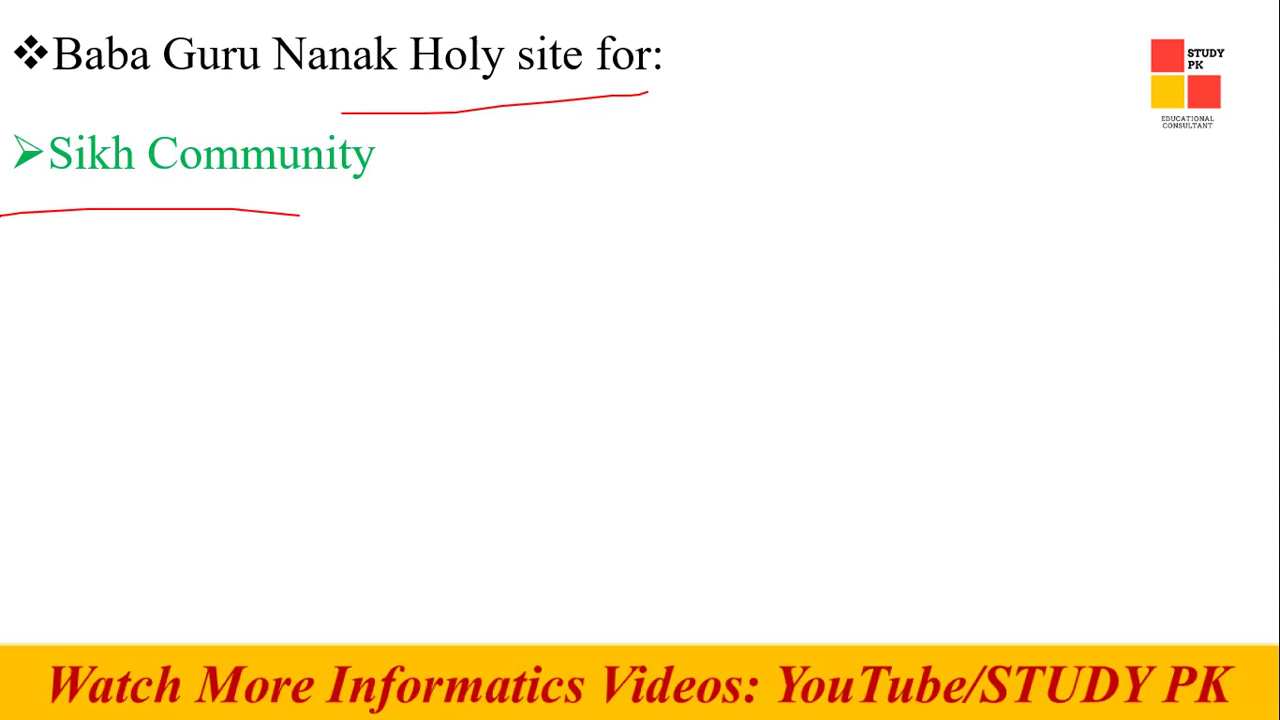 ❖Baba Guru Nanak Holy site for:
STUDY
PK
EDUCATIONAL
CONSULTANT
➢Sikh Community
Watch More Informatics Videos: YouTube/STUDY PK